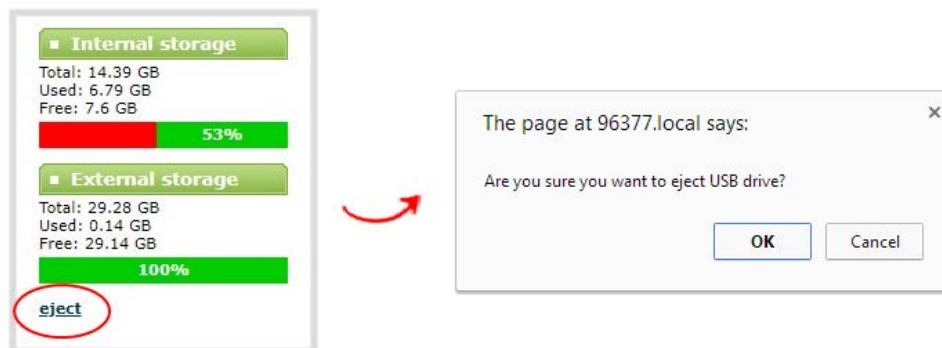 Internal storage
Total: 14.39 GB
Used: 6.79 GB
Free: 7.6 GB
53%
External storage
Total: 29.28 GB
Used: 0.14 GB
Free: 29.14 GB
100%
eject
The page at 96377.local says:
×
Are you sure you want to eject USB drive?
OK
Cancel